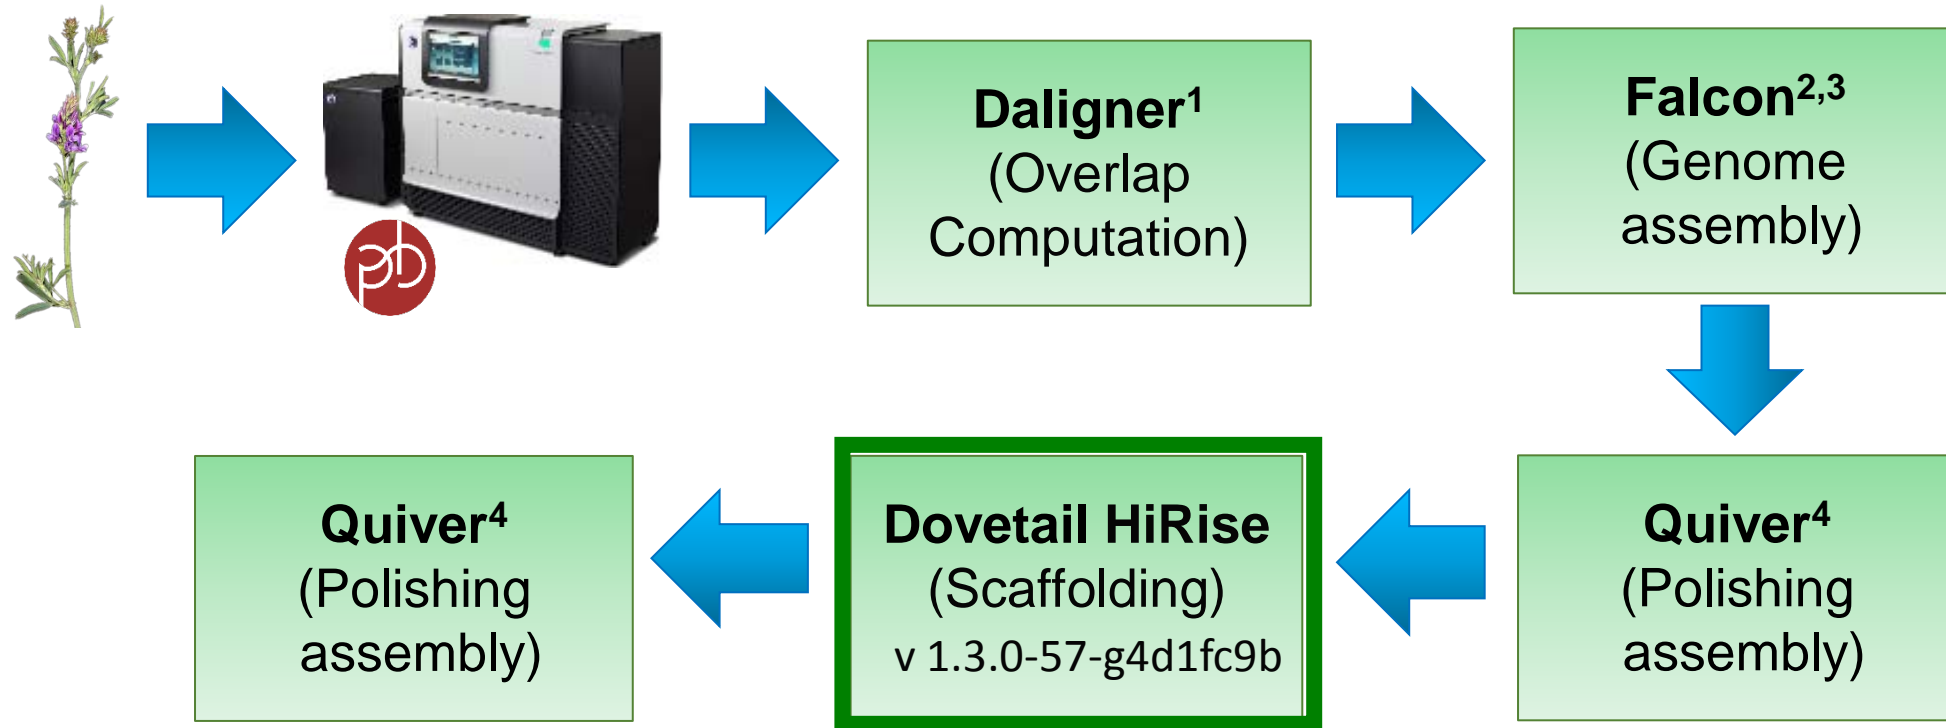 Daligner1
(Overlap
Computation)
Falcon2,3
(Genome
assembly)
pb
Quiver4
(Polishing
assembly)
Dovetail HiRise
(Scaffolding)
v 1.3.0-57-g4d1fc9b
Quiver4
(Polishing
assembly)